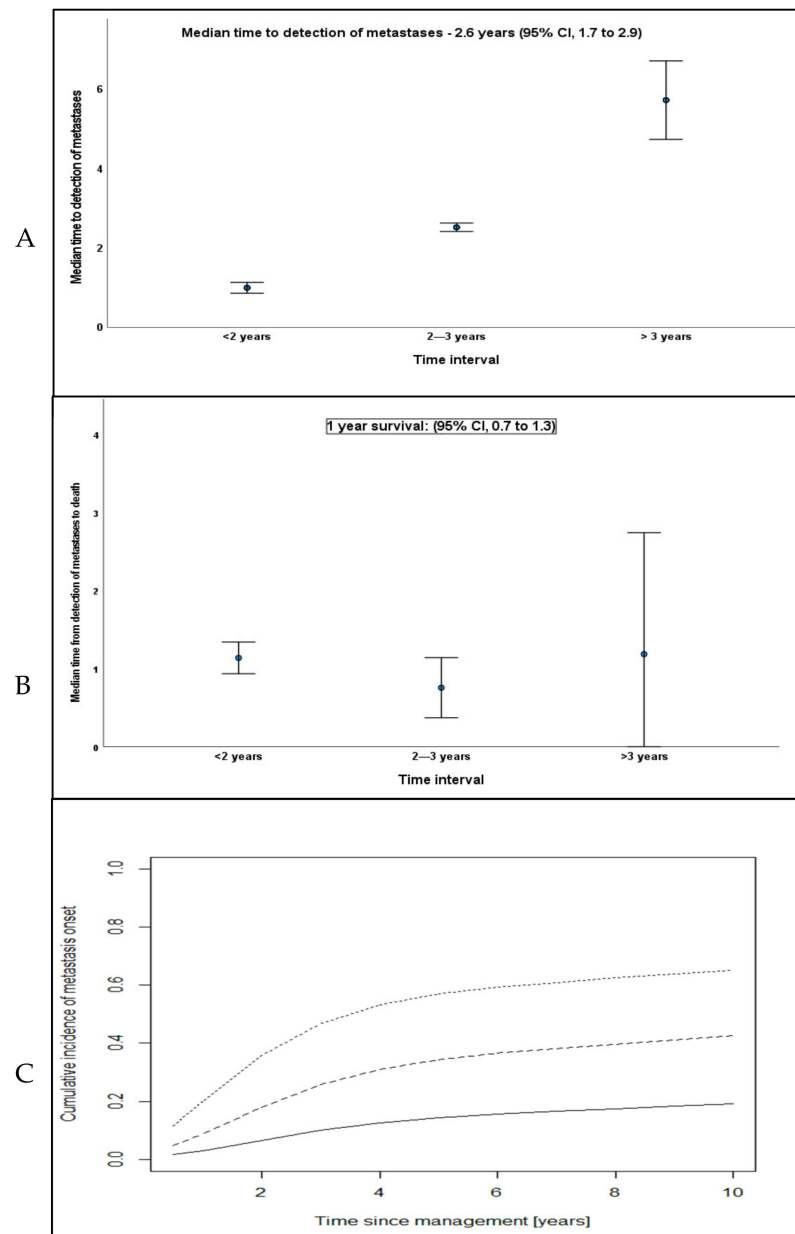 A
Median time to detection of metastases - 2.6 years (95% CI, 1.7 to 2.9)
Median time to detection of metastases
6
4
2
0
<2 years
2—3 years
> 3 years
Time interval
B
1 year survival: (95% CI, 0.7 to 1.3)
Median time from detection of metastases to death
4
3
2
1
0
<2 years
2—3 years
>3 years
Time interval
C
Cumulative incidence of metastasis onset
1.0
0.8
0.6
0.4
0.2
0.0
2
4
6
8
10
Time since management [years]